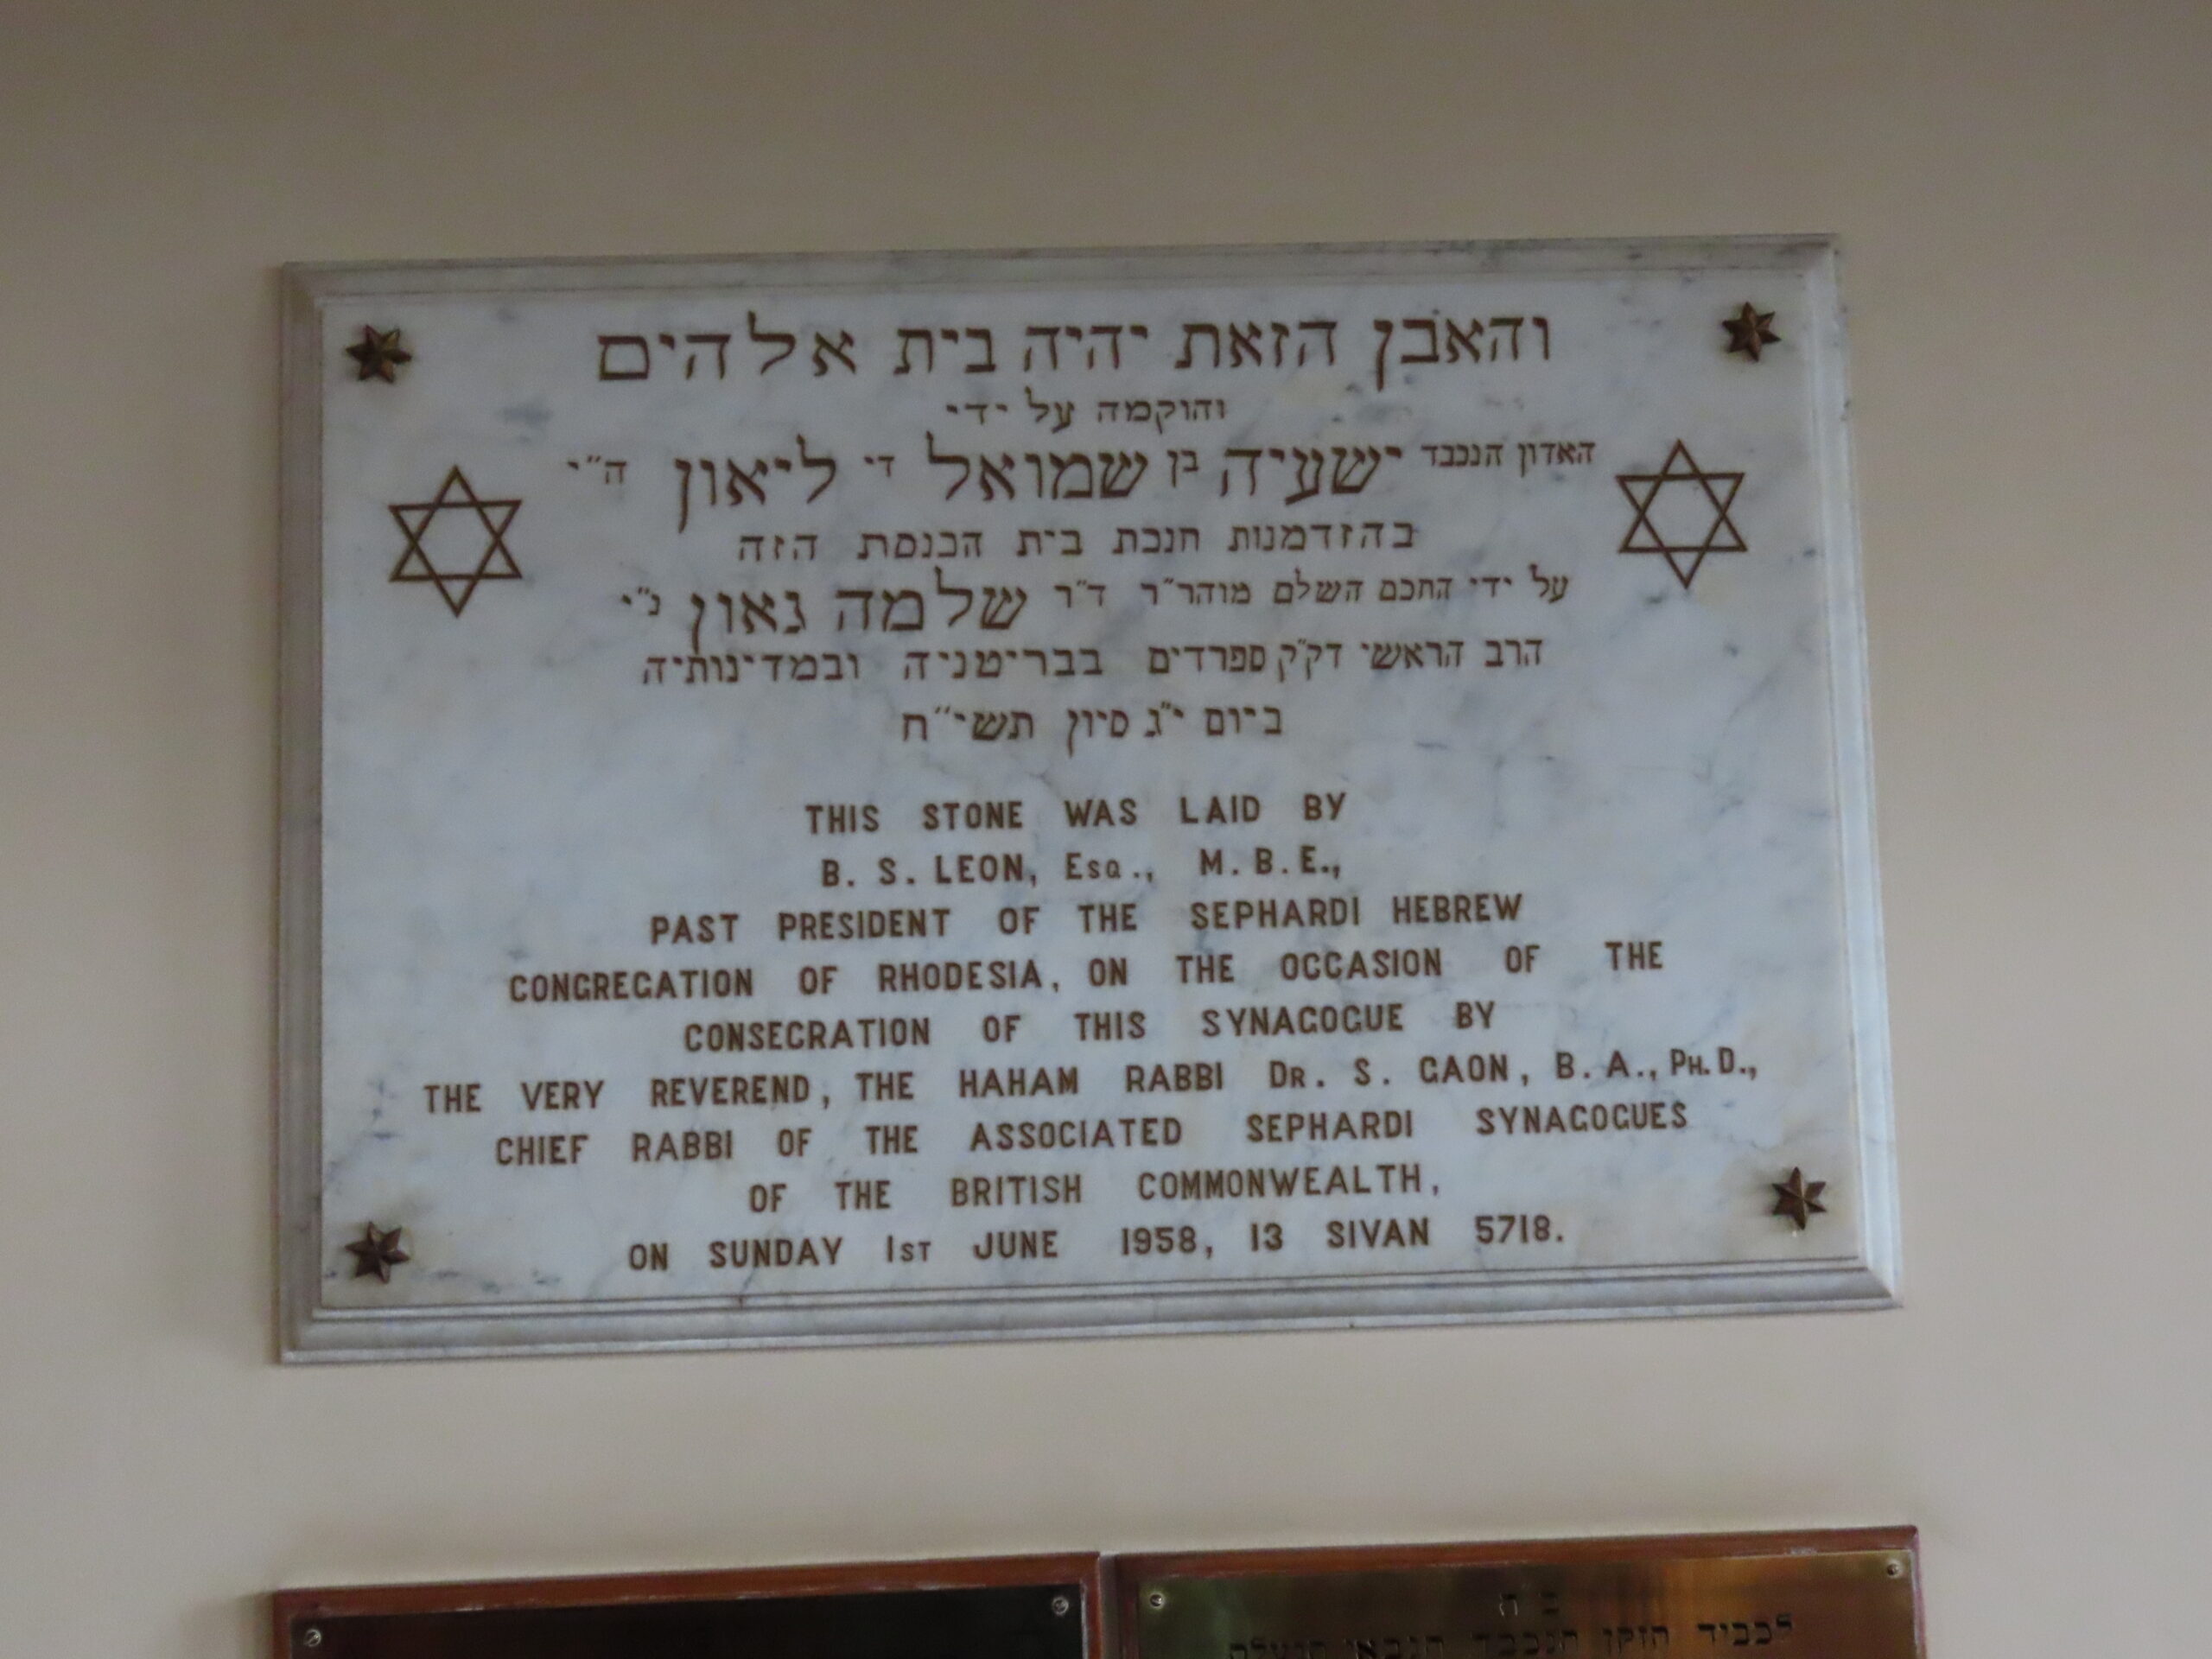 והאבן הזאת יהיה בית אלהים
והוקמה על ידי
האדון הנכבד ישעיה בן שמואל די ליאון ה״י
בהזדמנות חנכת בית הכנסת הזה
על ידי החכם השלם מוהר״ר ד״ר שלמה גאון נ״י
הרב הראשי דק״ק ספרדים בבריטניה ובמדינותיה
ביום י״ג סיון תשי״ח
THIS STONE WAS LAID BY
B. S. LEON, Esq., M. B. E.,
PAST PRESIDENT OF THE SEPHARDI HEBREW
CONGREGATION OF RHODESIA, ON THE OCCASION OF THE
CONSECRATION OF THIS SYNAGOGUE BY
THE VERY REVEREND, THE HAHAM RABBI DR. S. GAON, B. A., PH. D.,
CHIEF RABBI OF THE ASSOCIATED SEPHARDI SYNAGOGUES
OF THE BRITISH COMMONWEALTH,
ON SUNDAY 1ST JUNE 1958, 13 SIVAN 5718.
ב ה
הזקן הנכבד